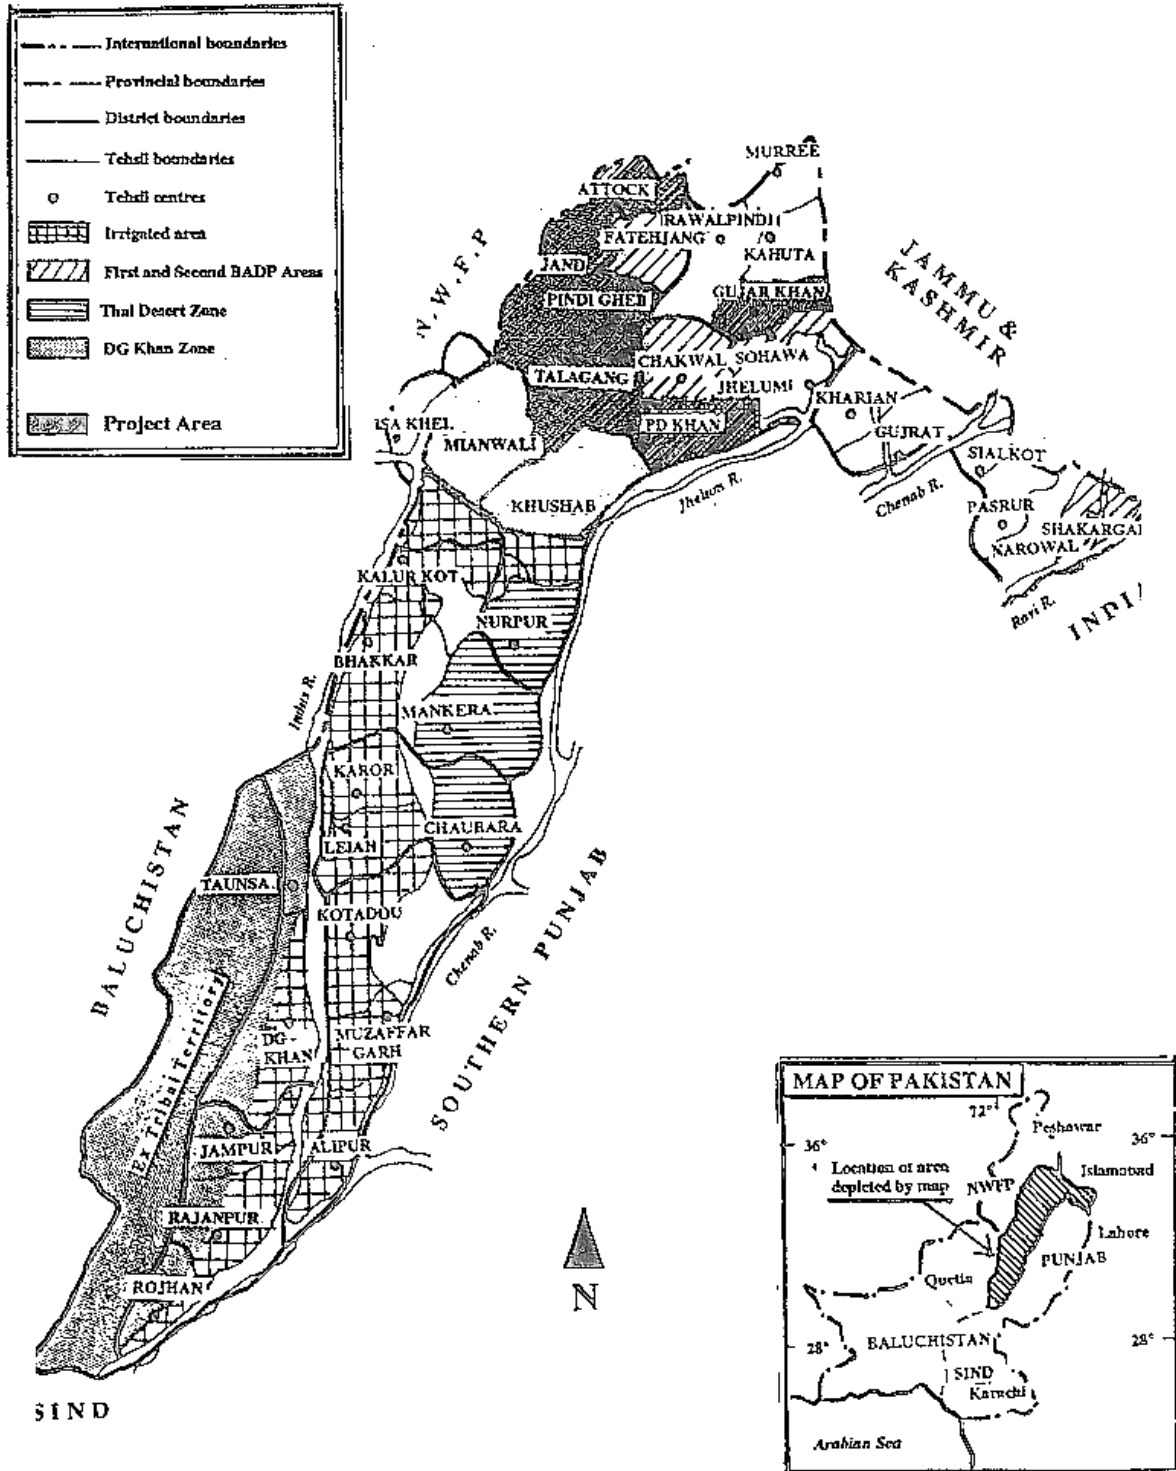 International boundaries
Provincial boundaries
District boundaries
Tehsil boundaries
Tehsil centres
Irrigated area
First and Second BADP Areas
Thal Desert Zone
DG Khan Zone
Project Area
MURREE
ATTOCK
RAWALPINDI
FATEHJANG
KAHUTA
N.W.F.P
JAND
JAMMU &
KASHMIR
PINDI GHEB
GUJAR KHAN
CHAKWAL
SOHAWA
TALAGANG
JHELUMI
KHARIAN
ISA KHEL
MIANWALI
PD KHAN
GUJRAT
SIALKOT
Jhelum R.
Chenab R.
KHUSHAB
PASRUR
SHAKARGA
NAROWAL
Ravi R.
INDI
KALUR KOT
NURPUR
BHAKKAR
Indus R.
MANKERA
KAROR
CHAUBARA
LEIAH
BALUCHISTAN
TAUNSA
KOTADDU
Chenab R.
SOUTHERN PUNJAB
Ex Tribal Territory
DG
KHAN
MUZAFFAR
GARH
JAMPUR
ALIPUR
RAJANPUR
ROJHAN
N
SIND
MAP OF PAKISTAN
72°
Peshawar
36°
36°
Location of area
depicted by map
Islamabad
NWFP
Lahore
PUNJAB
Quetta
28°
BALUCHISTAN
28°
SIND
Karachi
Arabian Sea